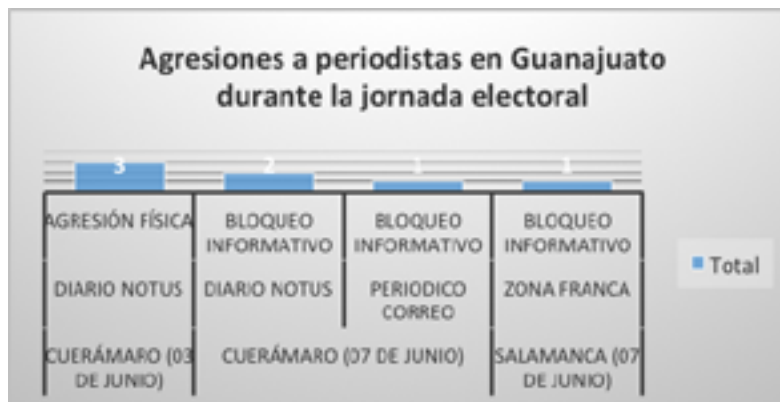 Agresiones a periodistas en Guanajuato
durante la jornada electoral
3 2 1 1
AGRESIÓN FÍSICA BLOQUEO INFORMATIVO BLOQUEO INFORMATIVO BLOQUEO INFORMATIVO
DIARIO NOTUS DIARIO NOTUS PERIODICO CORREO ZONA FRANCA
CUERÁMARO (03 DE JUNIO) CUERÁMARO (07 DE JUNIO) SALAMANCA (07 DE JUNIO)
Total